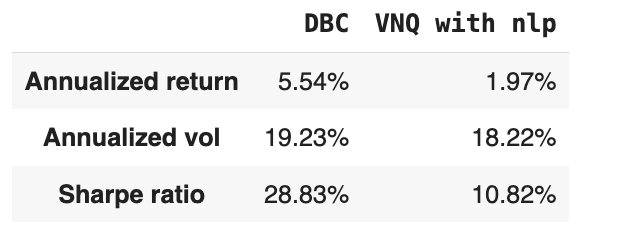 DBC VNQ with nlp
Annualized return 5.54% 1.97%
Annualized vol 19.23% 18.22%
Sharpe ratio 28.83% 10.82%